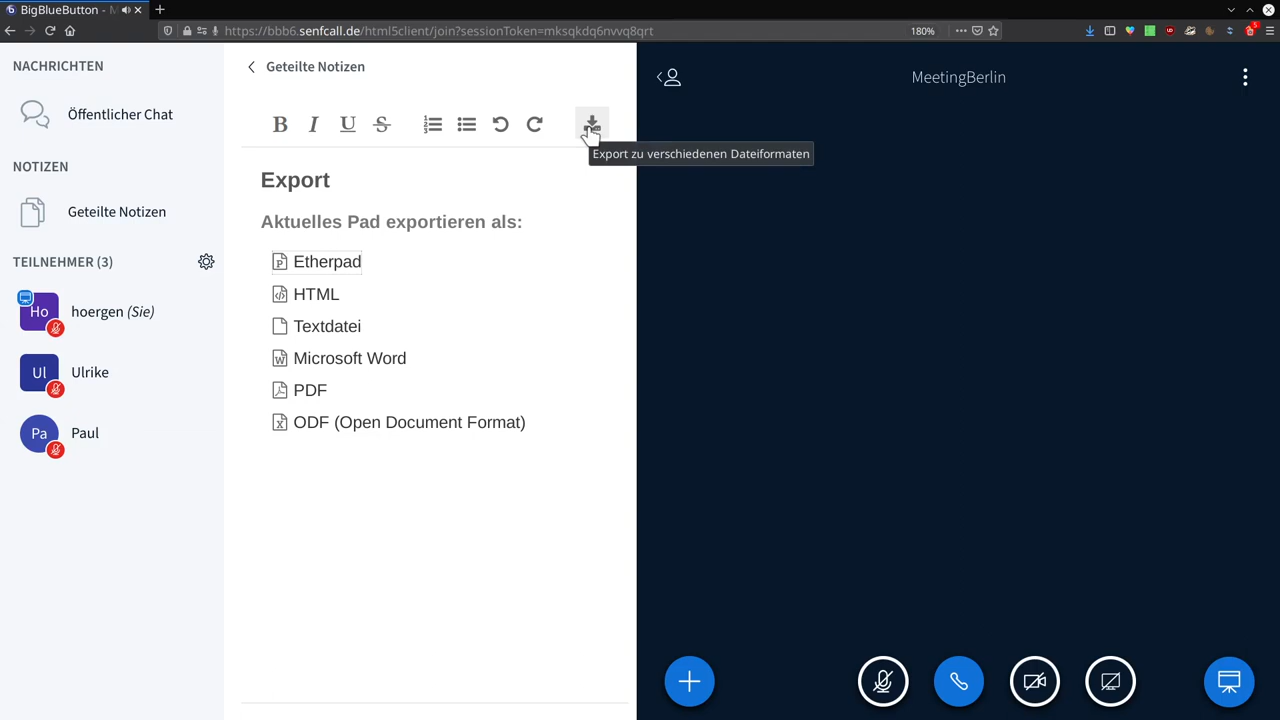 BigBlueButton - M
https://bbb6.senfcall.de/html5client/join?sessionToken=mksqkdq6nvvq8qrt
180%
5
NACHRICHTEN
Öffentlicher Chat
NOTIZEN
Geteilte Notizen
TEILNEHMER (3)
Ho
hoergen (Sie)
Ul
Ulrike
Pa
Paul
Geteilte Notizen
B I U S
Export zu verschiedenen Dateiformaten
Export
Aktuelles Pad exportieren als:
Etherpad
HTML
Textdatei
Microsoft Word
PDF
ODF (Open Document Format)
MeetingBerlin